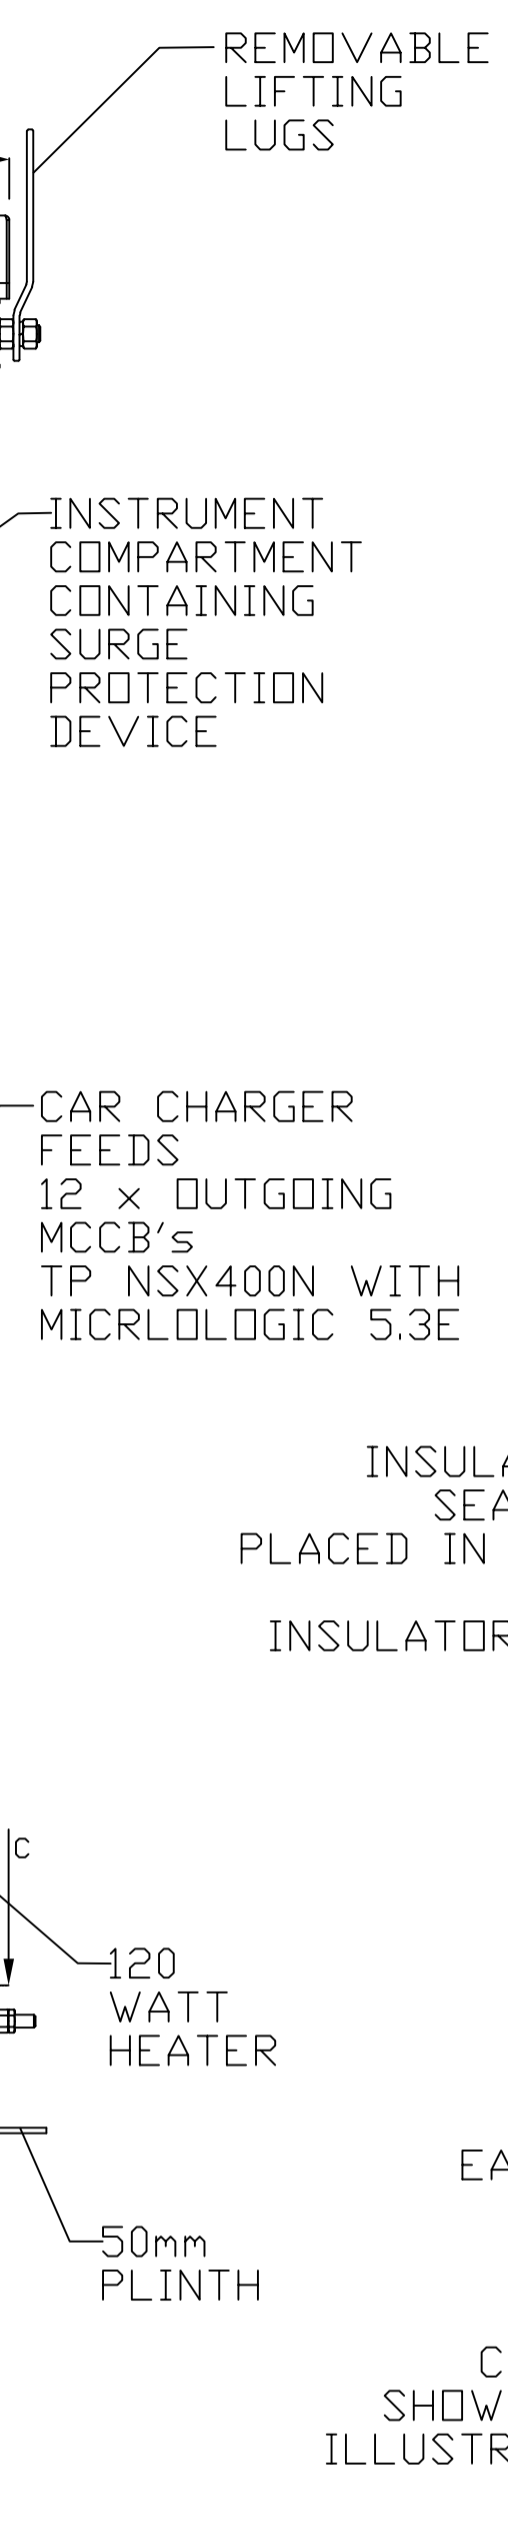 REMOVABLE
LIFTING
LUGS
INSTRUMENT
COMPARTMENT
CONTAINING
SURGE
PROTECTION
DEVICE
CAR CHARGER
FEEDS
12 x OUTGOING
MCCB's
TP NSX400N WITH
MICRLOLOGIC 5.3E
PLACED IN
C
120
WATT
HEATER
50mm
PLINTH